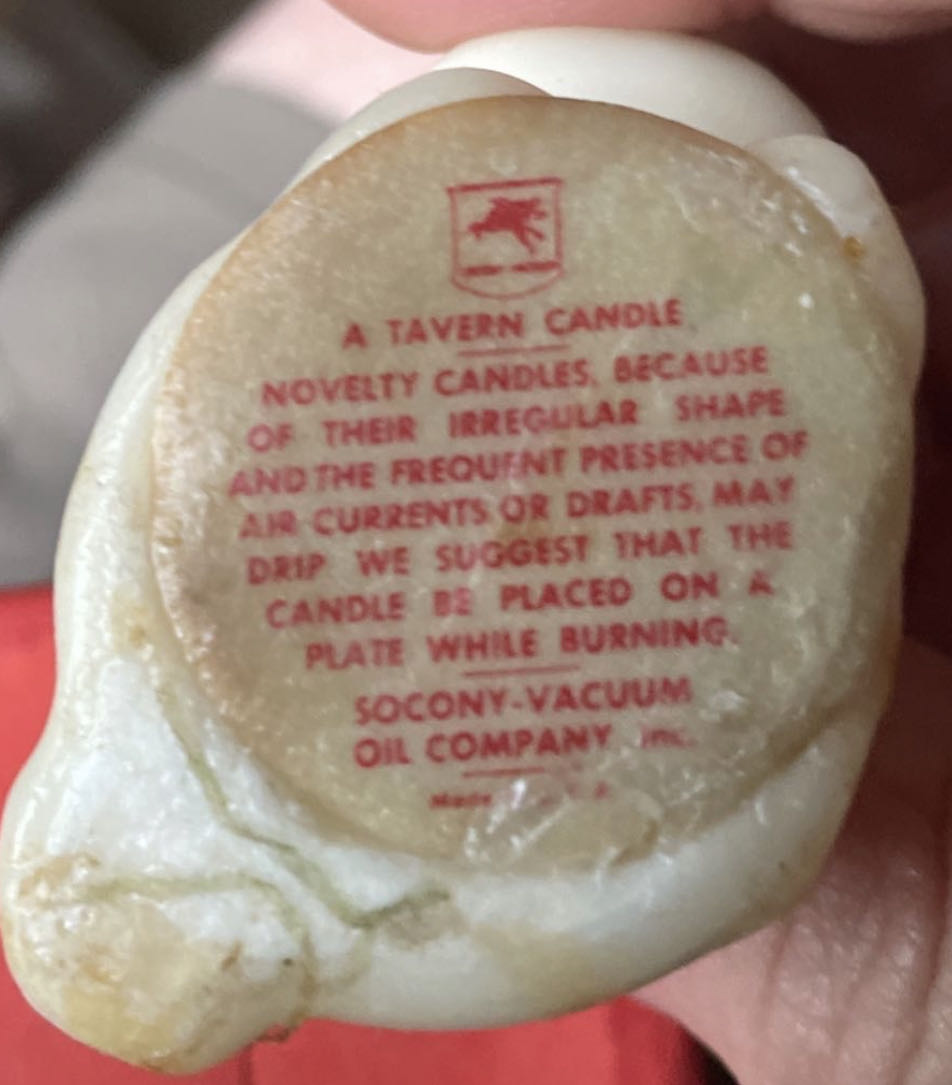 A TAVERN CANDLE
NOVELTY CANDLES, BECAUSE
OF THEIR IRREGULAR SHAPE
AND THE FREQUENT PRESENCE OF
AIR CURRENTS OR DRAFTS, MAY
DRIP WE SUGGEST THAT THE
CANDLE BE PLACED ON A
PLATE WHILE BURNING.
SOCONY-VACUUM
OIL COMPANY Inc.
Made